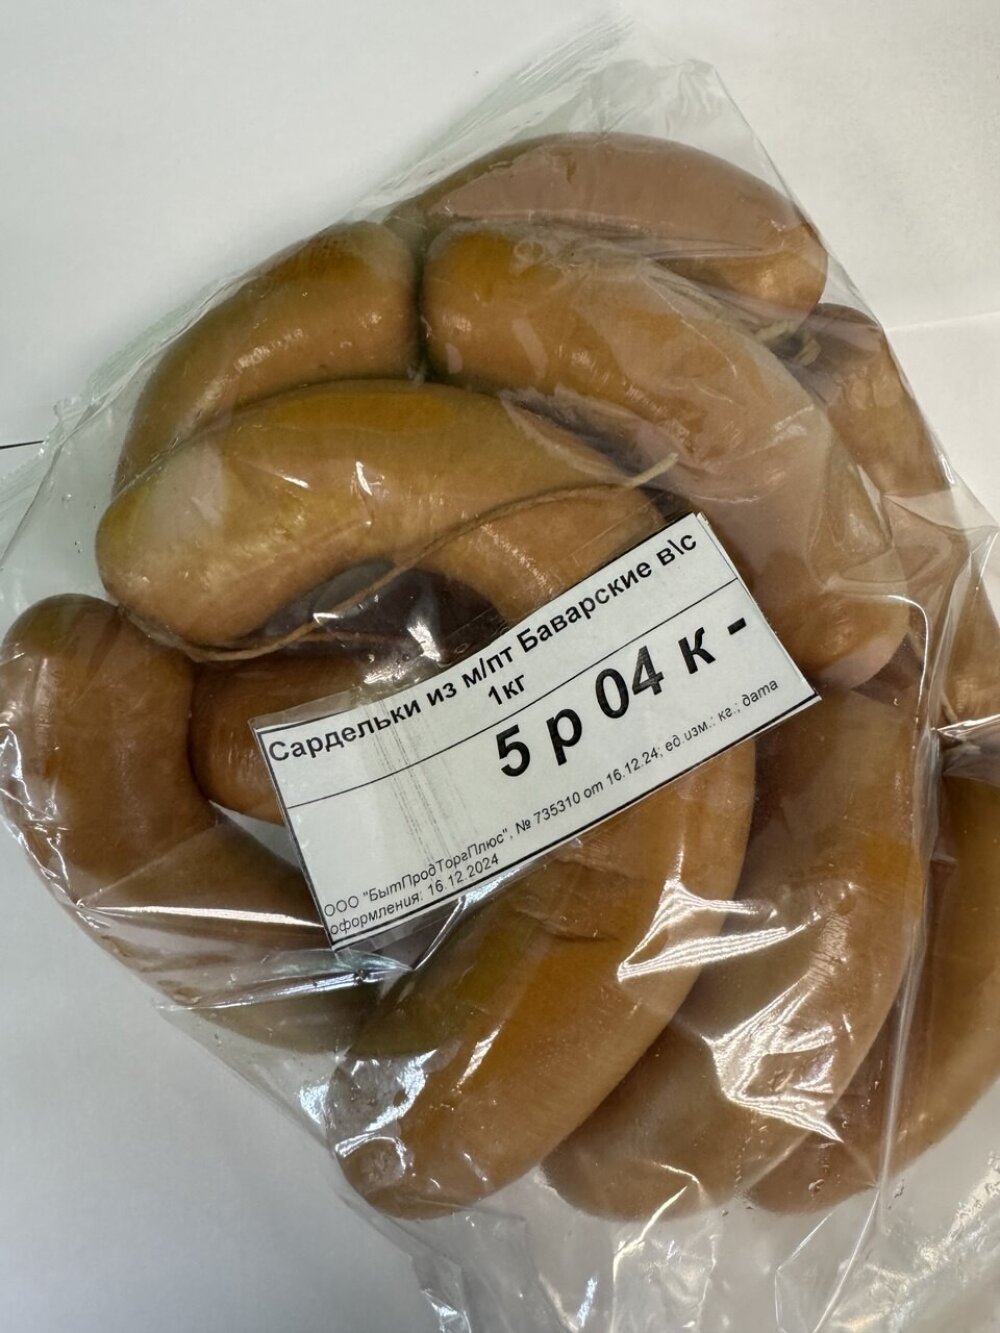 Сардельки из м/пт Баварские в\с
1кг
5 р 04 к -
ООО "БытПродТоргПлюс", № 735310 от 16.12.24; ед.изм.: кг.; дата
оформления: 16.12.2024